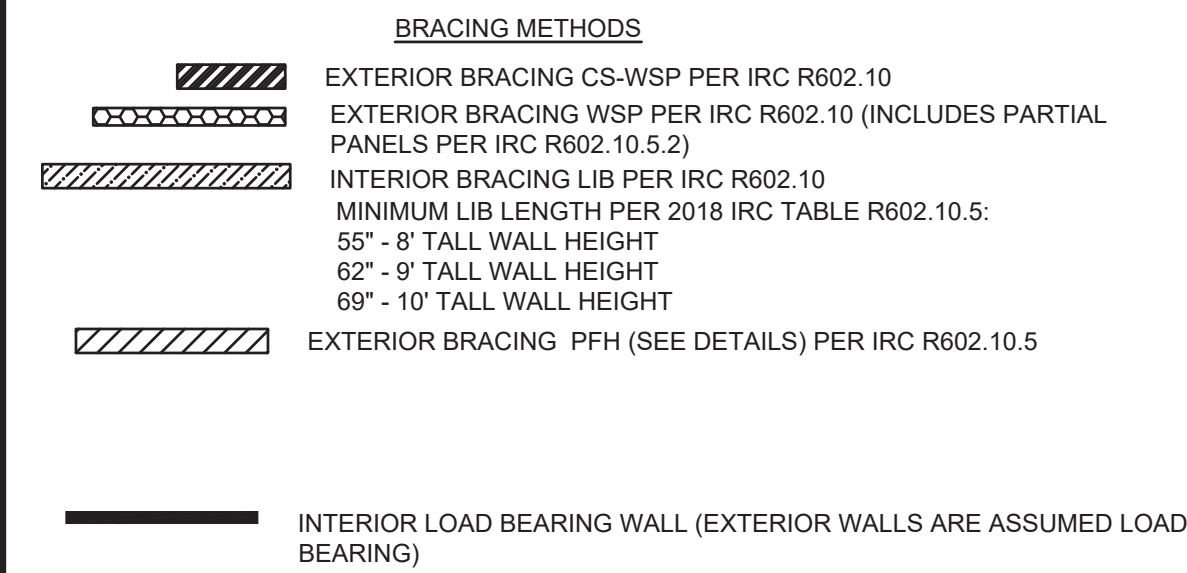 BRACING METHODS
EXTERIOR BRACING CS-WSP PER IRC R602.10
EXTERIOR BRACING WSP PER IRC R602.10 (INCLUDES PARTIAL
PANELS PER IRC R602.10.5.2)
INTERIOR BRACING LIB PER IRC R602.10
MINIMUM LIB LENGTH PER 2018 IRC TABLE R602.10.5:
55" - 8' TALL WALL HEIGHT
62" - 9' TALL WALL HEIGHT
69" - 10' TALL WALL HEIGHT
EXTERIOR BRACING PFH (SEE DETAILS) PER IRC R602.10.5
INTERIOR LOAD BEARING WALL (EXTERIOR WALLS ARE ASSUMED LOAD
BEARING)